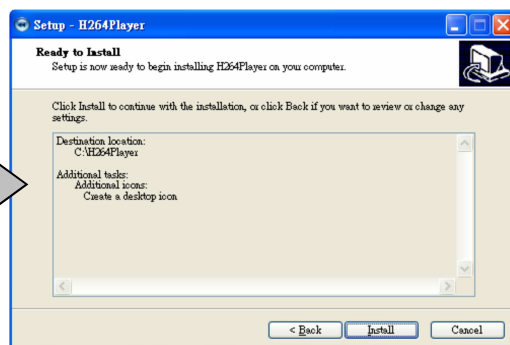 Setup - H264Player
Ready to Install
Setup is now ready to begin installing H264Player on your computer.
Click Install to continue with the installation, or click Back if you want to review or change any
settings.
Destination location:
C:\H264Player
Additional tasks:
Additional icons:
Create a desktop icon
< Back
Install
Cancel